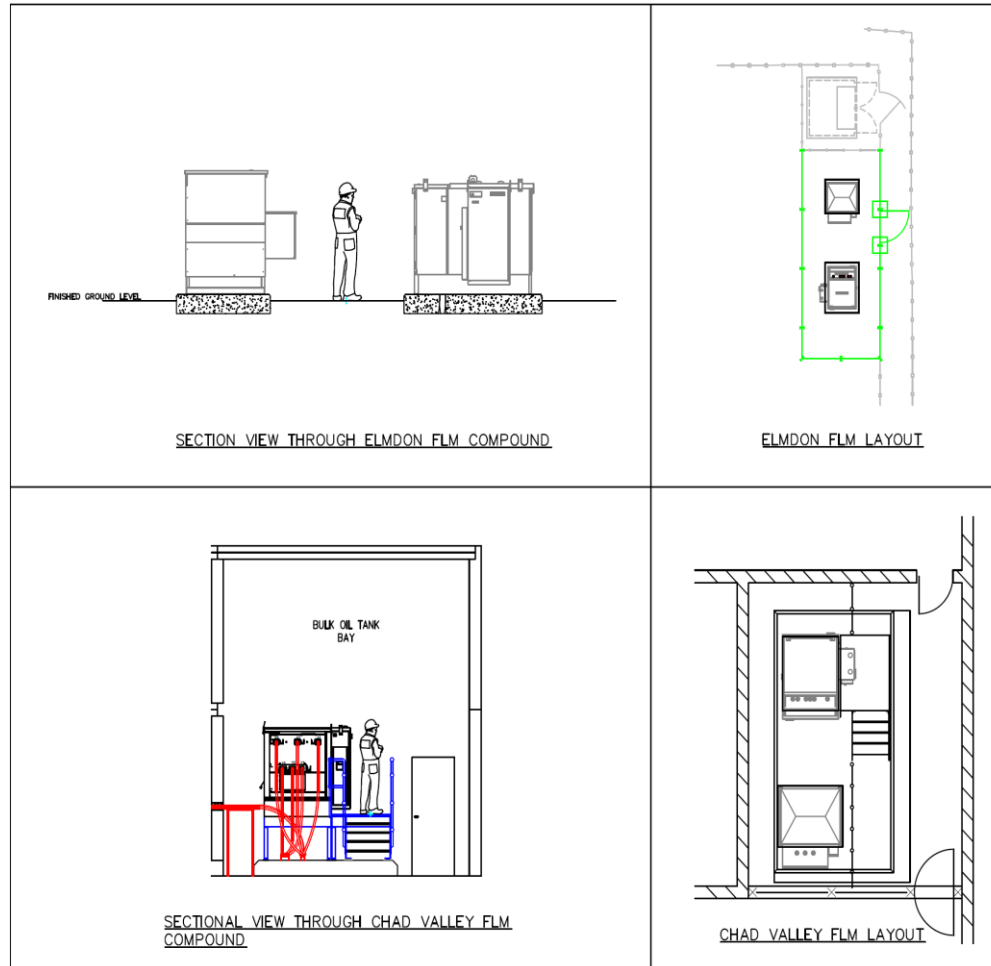 FINISHED GROUND LEVEL
SECTION VIEW THROUGH ELMDON FLM COMPOUND
ELMDON FLM LAYOUT
BULK OIL TANK
BAY
SECTIONAL VIEW THROUGH CHAD VALLEY FLM
COMPOUND
CHAD VALLEY FLM LAYOUT